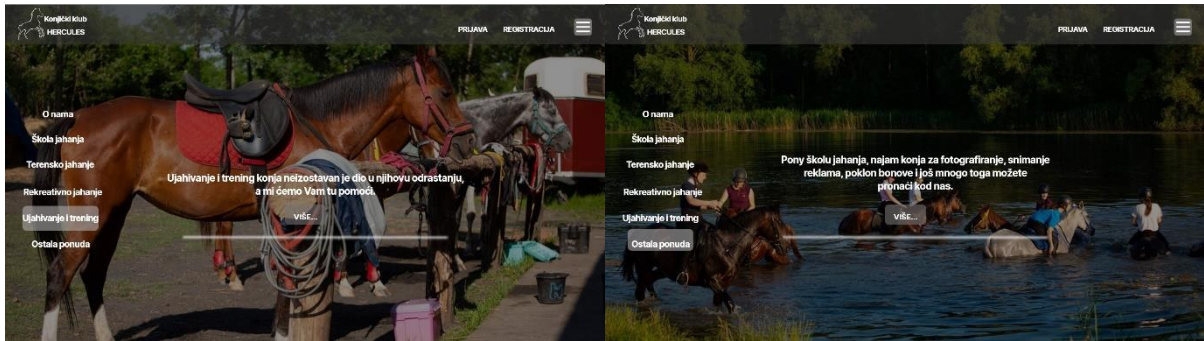 Konjički klub
HERCULES
PRIJAVA REGISTRACIJA
O nama
Škola jahanja
Terensko jahanje
Rekreativno jahanje
Ujahivanje i trening
Ostala ponuda
Ujahivanje i trening konja neizostavan je dio u njihovu odrastanju,
a mi ćemo Vam tu pomoći.
VIŠE...
Konjički klub
HERCULES
PRIJAVA REGISTRACIJA
O nama
Škola jahanja
Terensko jahanje
Rekreativno jahanje
Ujahivanje i trening
Ostala ponuda
Pony školu jahanja, najam konja za fotografiranje, snimanje
reklama, poklon bonove i još mnogo toga možete
pronaći kod nas.
VIŠE...